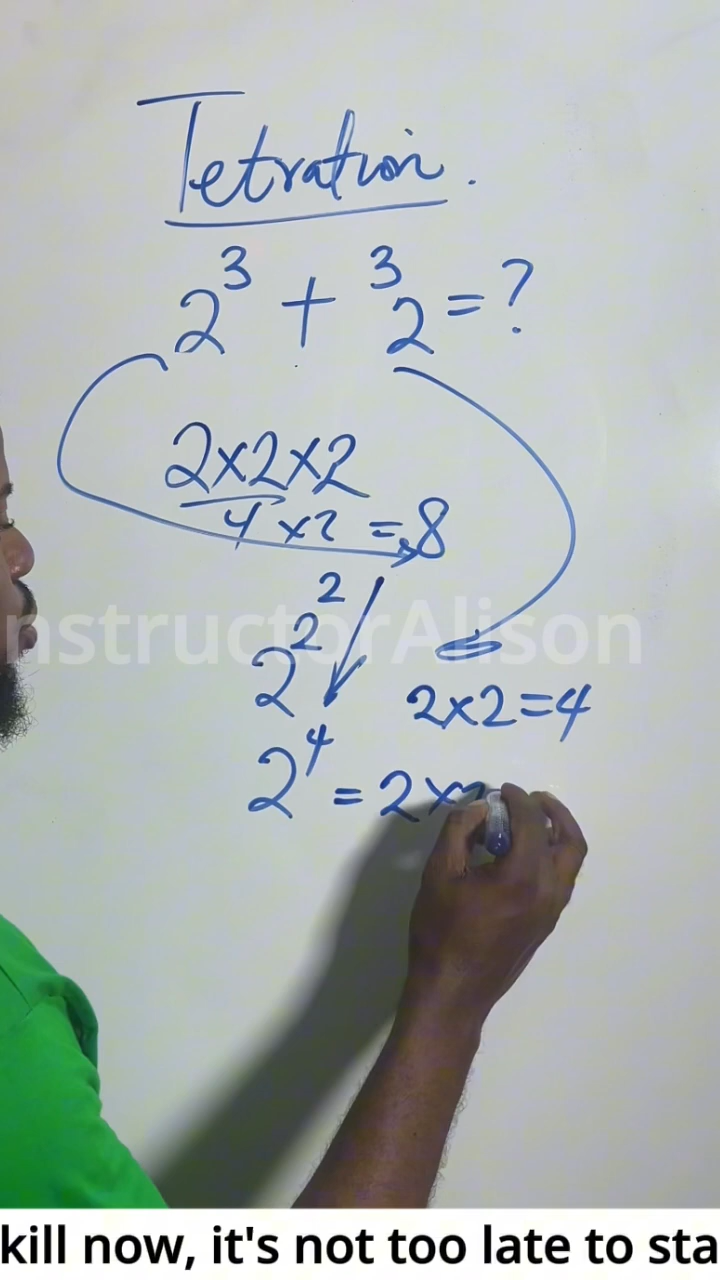 Tetration.
2³ + ³2 = ?
2×2×2
4 × 2 = 8
2^2^2
2×2=4
2⁴ = 2×
nstructorAlison
kill now, it's not too late to sta